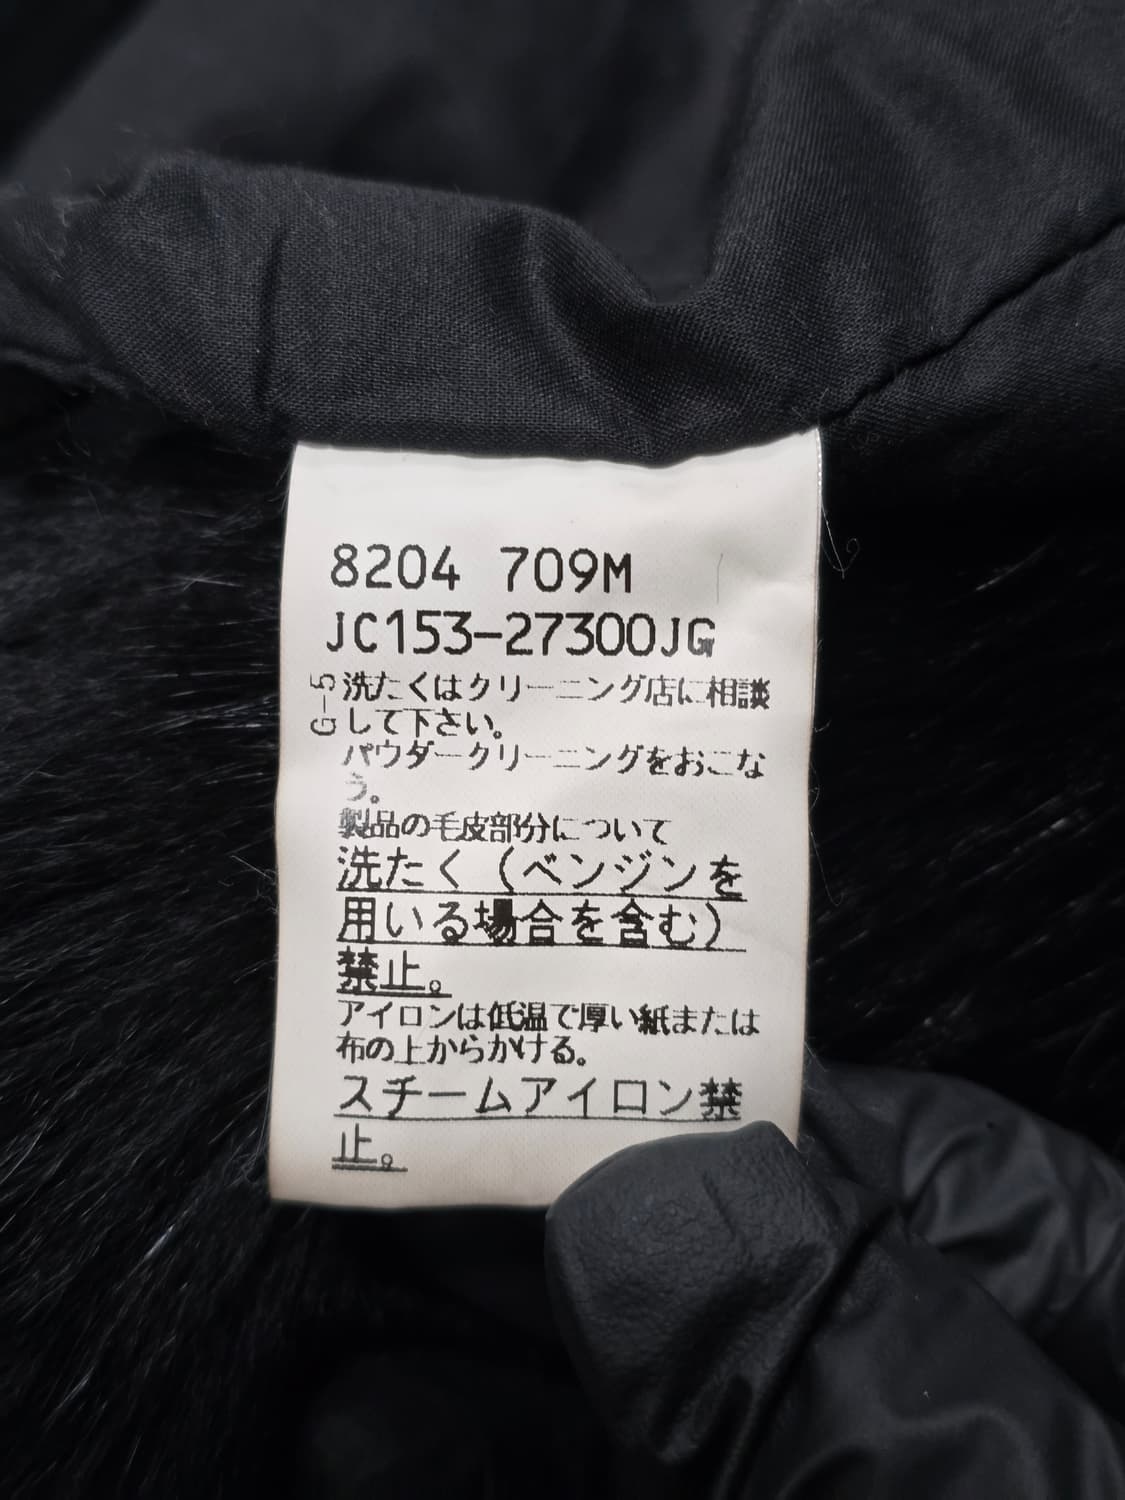 8204 709M
JC153-27300JG
G-5
洗たくはクリーニング店に相談
して下さい。
パウダークリーニングをおこな
う。
製品の毛皮部分について
洗たく（ベンジンを
用いる場合を含む）
禁止。
アイロンは低温で厚い紙または
布の上からかける。
スチームアイロン禁
止。